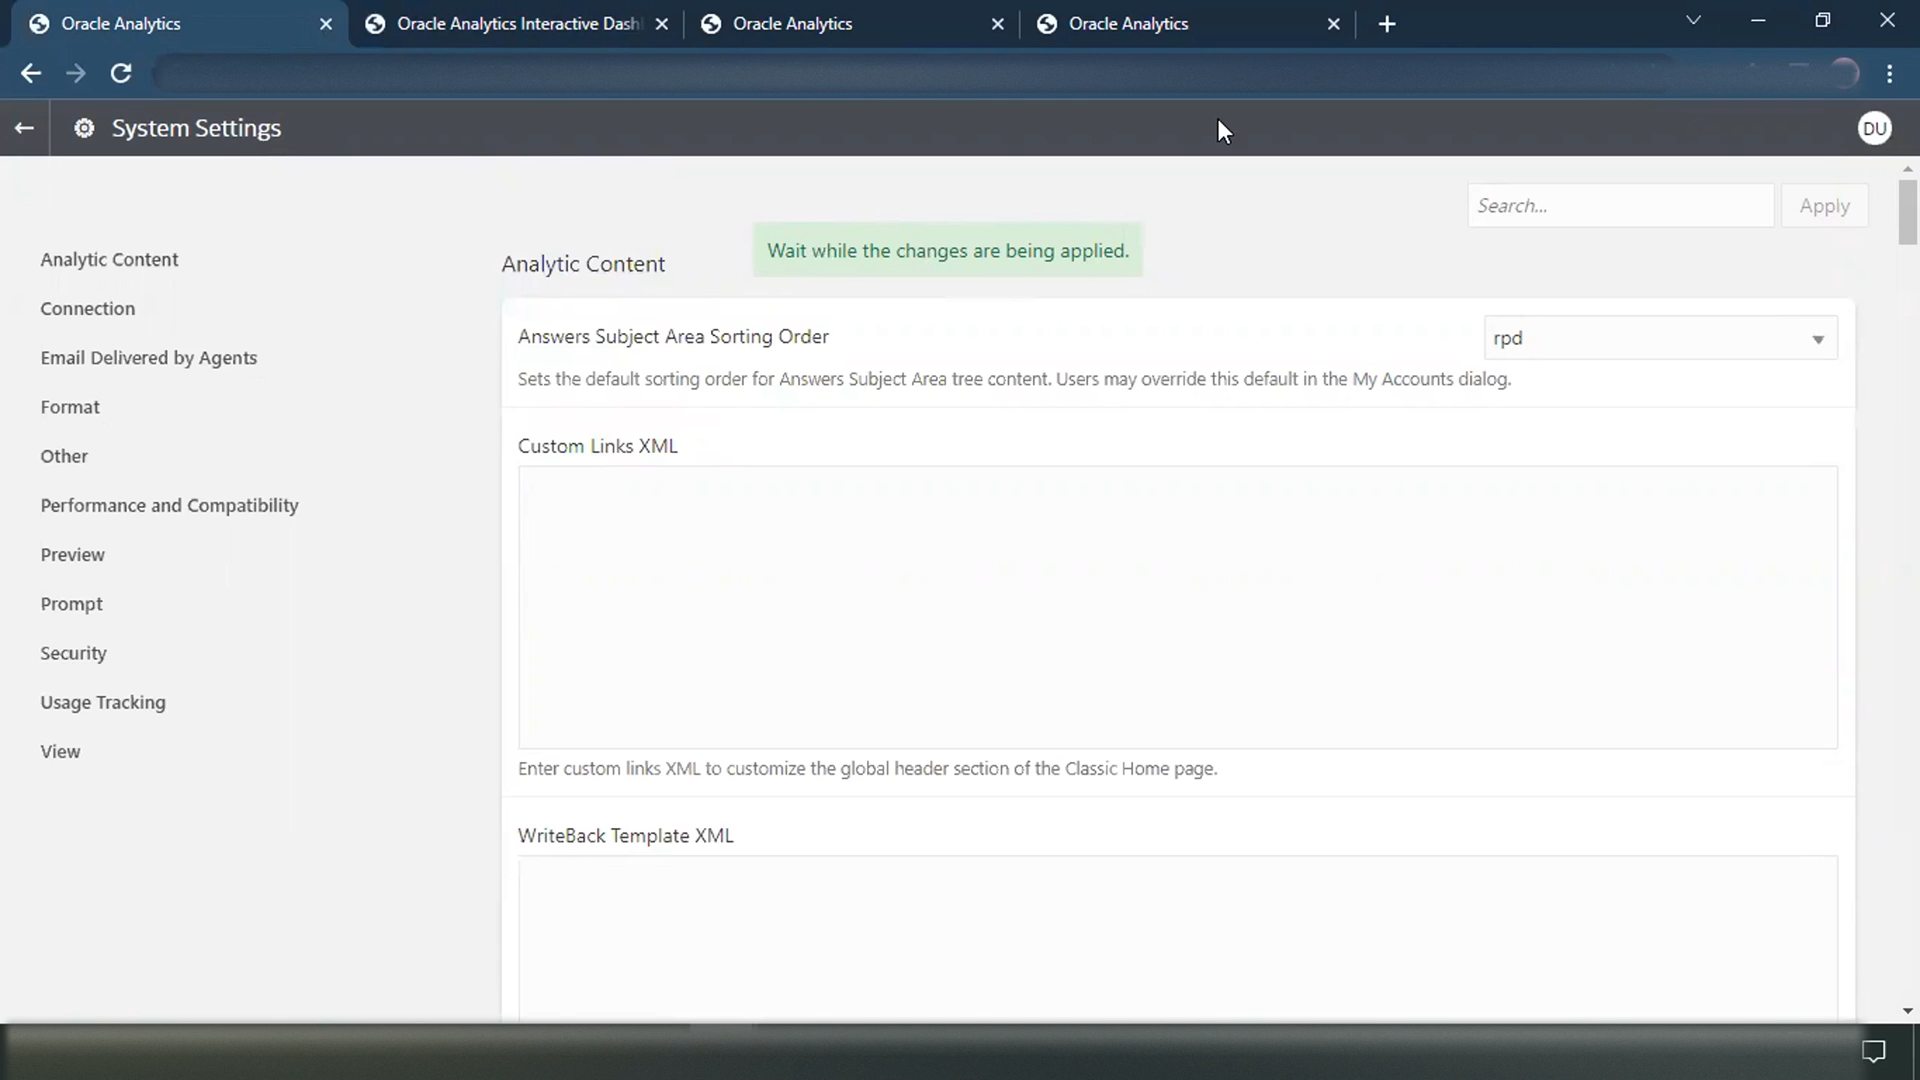 Oracle Analytics
Oracle Analytics Interactive Dash
Oracle Analytics
Oracle Analytics
System Settings
DU
Search...
Apply
Wait while the changes are being applied.
Analytic Content
Connection
Email Delivered by Agents
Format
Other
Performance and Compatibility
Preview
Prompt
Security
Usage Tracking
View
Analytic Content
Answers Subject Area Sorting Order
rpd
Sets the default sorting order for Answers Subject Area tree content. Users may override this default in the My Accounts dialog.
Custom Links XML
Enter custom links XML to customize the global header section of the Classic Home page.
WriteBack Template XML